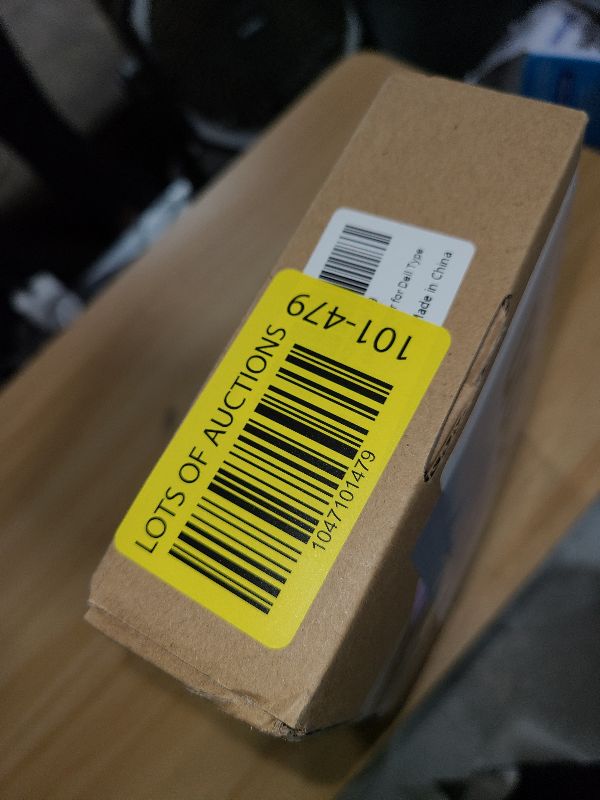 LOTS OF AUCTIONS
101-479
1047101479
for Dell Type
Made in China